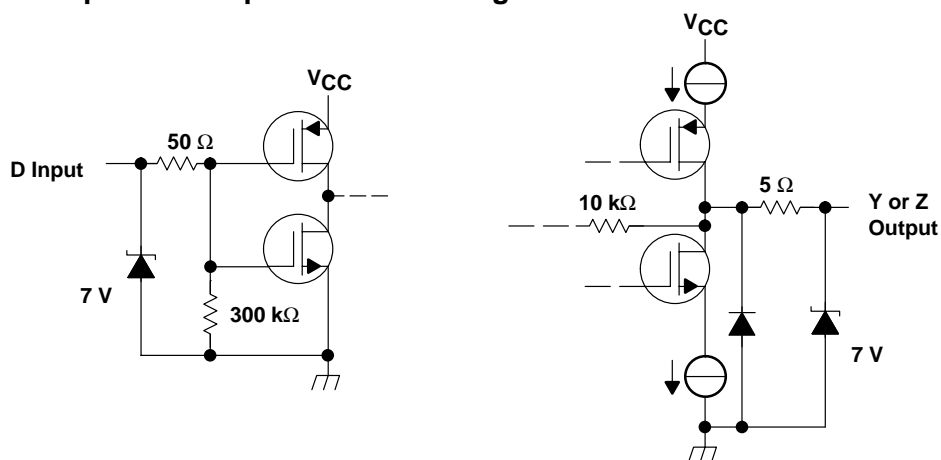 VCC
VCC
50 Ω
D Input
7 V
300 kΩ
10 kΩ
5 Ω
Y or Z
Output
7 V